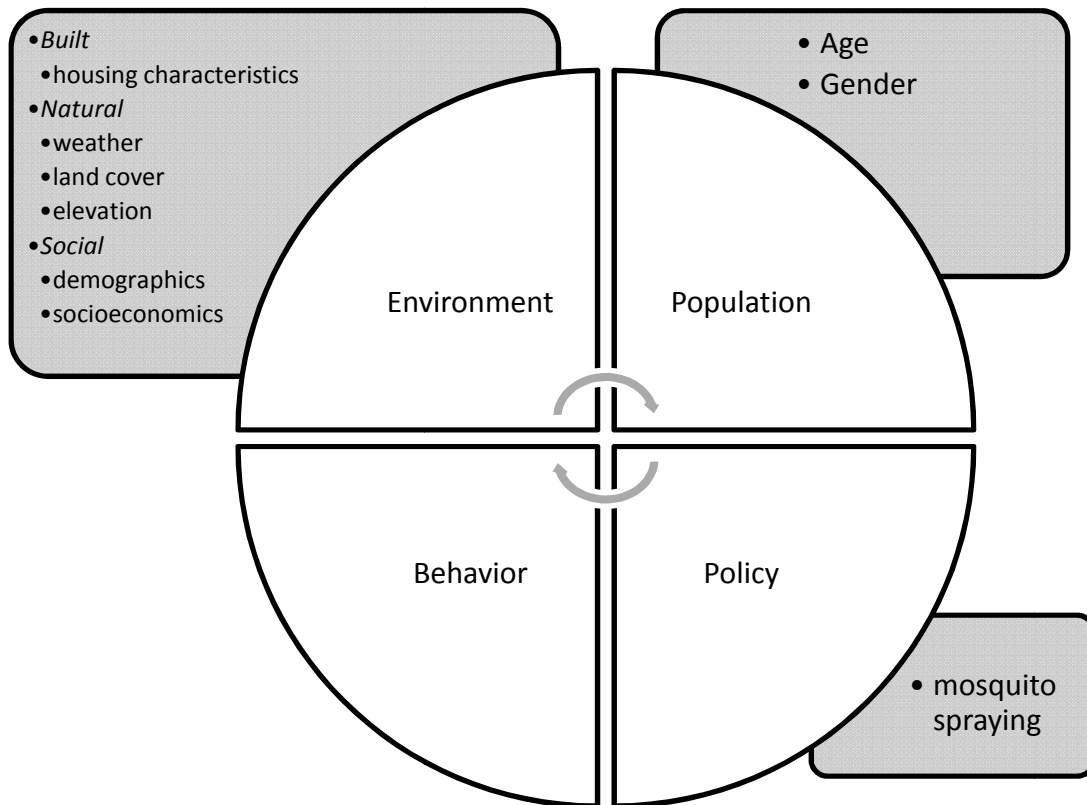 •Built
•housing characteristics
•Natural
•weather
•land cover
•elevation
•Social
•demographics
•socioeconomics
• Age
• Gender
Environment
Population
Behavior
Policy
• mosquito
spraying